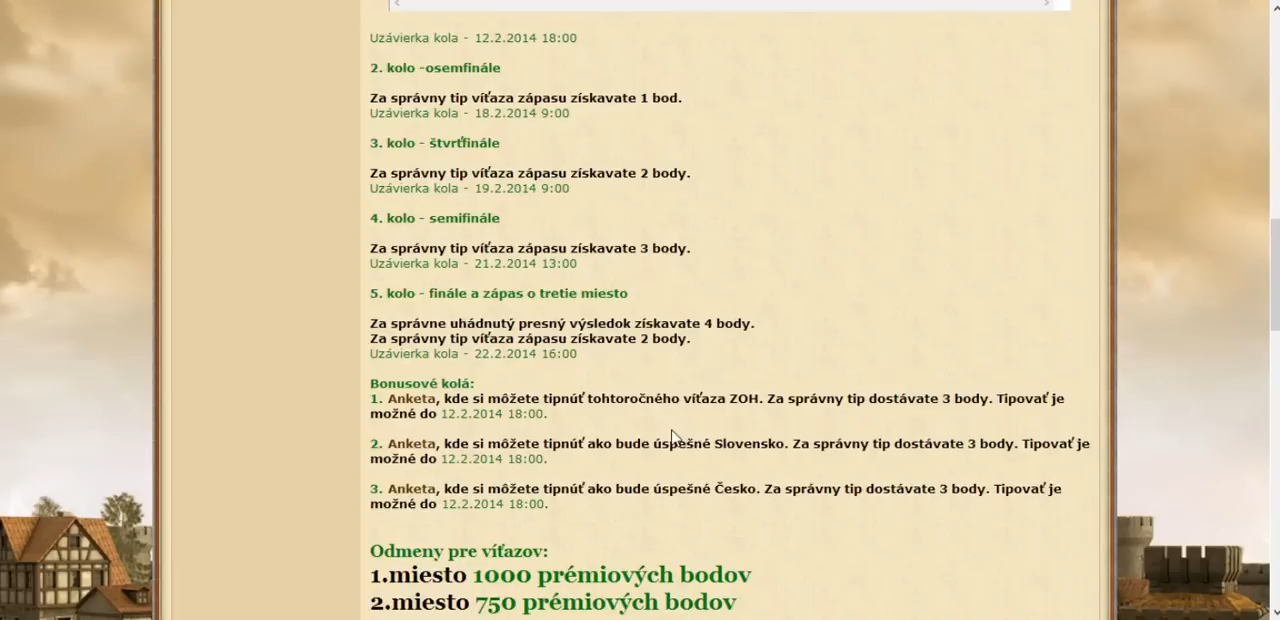 Uzávierka kola - 12.2.2014 18:00
2. kolo -osemfinále
Za správny tip víťaza zápasu získavate 1 bod.
Uzávierka kola - 18.2.2014 9:00
3. kolo - štvrťfinále
Za správny tip víťaza zápasu získavate 2 body.
Uzávierka kola - 19.2.2014 9:00
4. kolo - semifinále
Za správny tip víťaza zápasu získavate 3 body.
Uzávierka kola - 21.2.2014 13:00
5. kolo - finále a zápas o tretie miesto
Za správne uhádnutý presný výsledok získavate 4 body.
Za správny tip víťaza zápasu získavate 2 body.
Uzávierka kola - 22.2.2014 16:00
Bonusové kolá:
1. Anketa, kde si môžete tipnúť tohtoročného víťaza ZOH. Za správny tip dostávate 3 body. Tipovať je
možné do 12.2.2014 18:00.
2. Anketa, kde si môžete tipnúť ako bude úspešné Slovensko. Za správny tip dostávate 3 body. Tipovať je
možné do 12.2.2014 18:00.
3. Anketa, kde si môžete tipnúť ako bude úspešné Česko. Za správny tip dostávate 3 body. Tipovať je
možné do 12.2.2014 18:00.
Odmeny pre víťazov:
1.miesto 1000 prémiových bodov
2.miesto 750 prémiových bodov